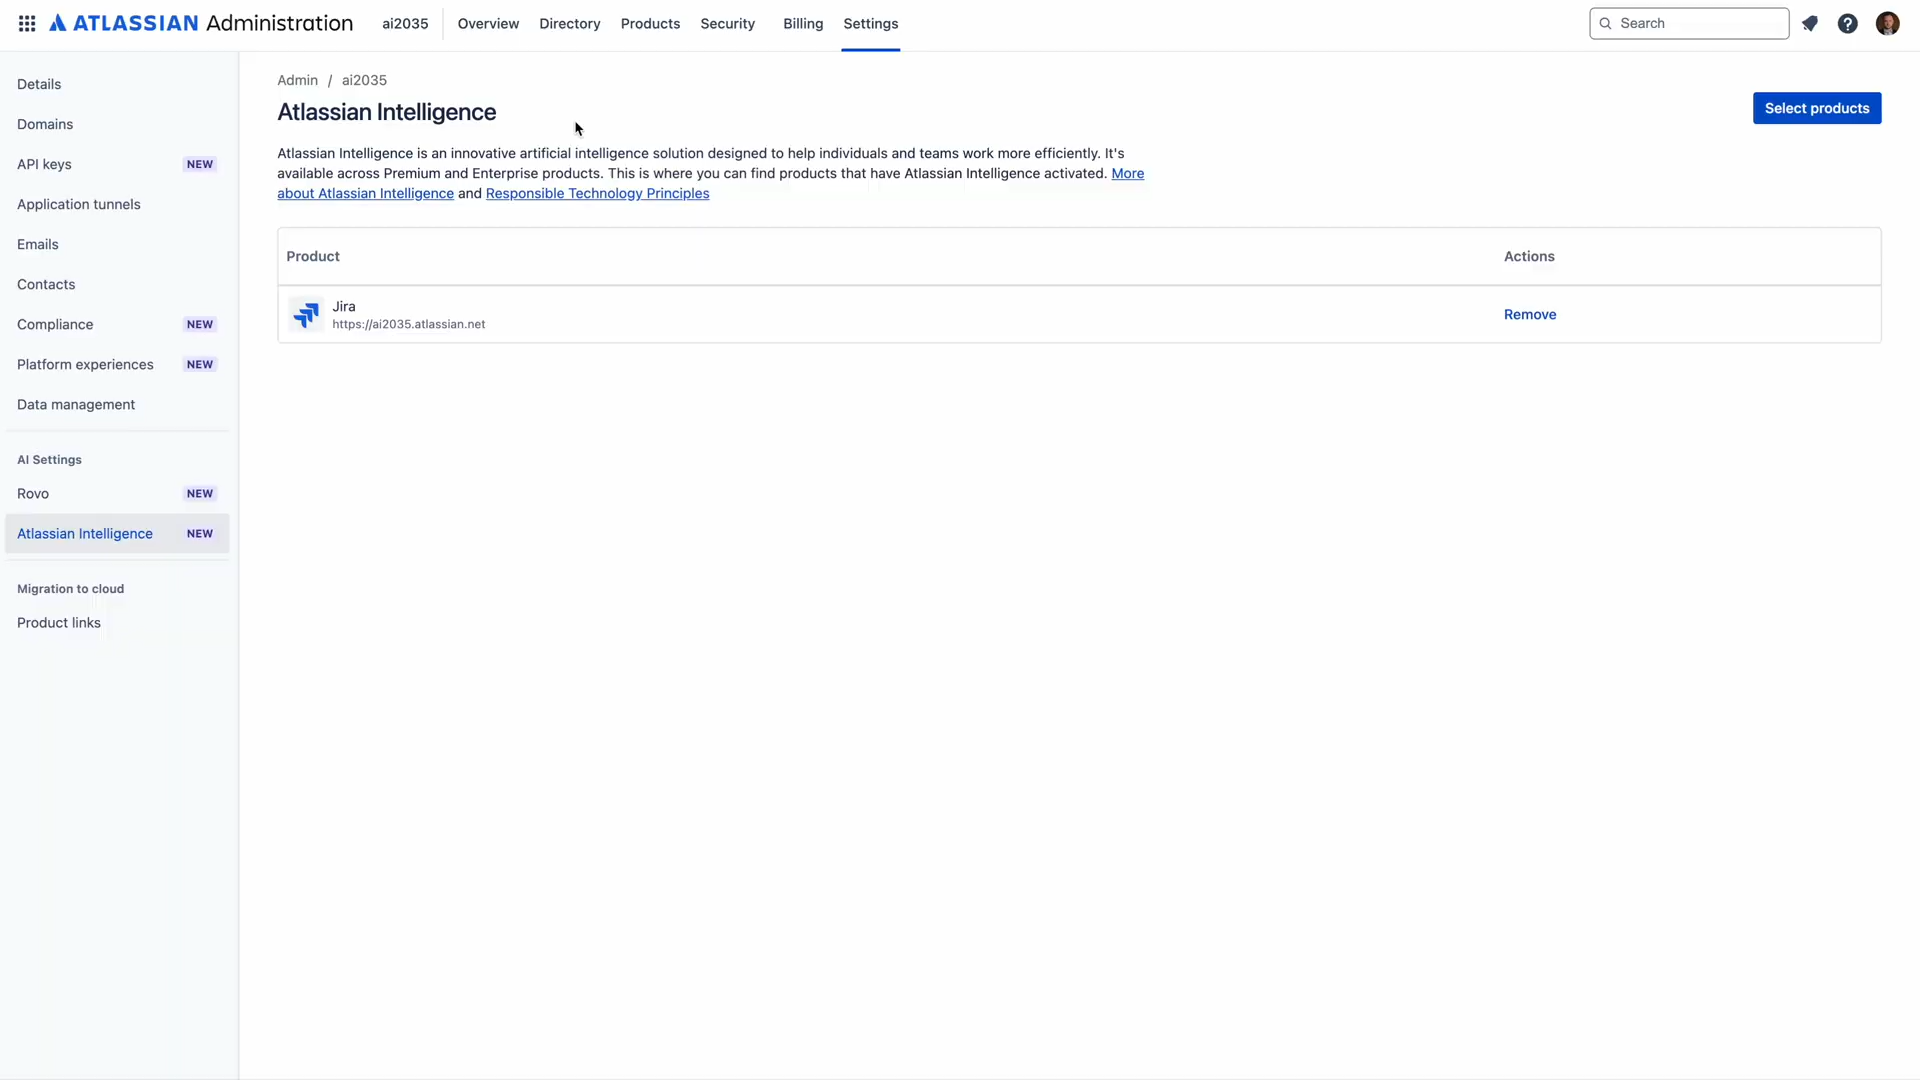 ATLASSIAN Administration ai2035 Overview Directory Products Security Billing Settings Search
Details
Domains
API keys NEW
Application tunnels
Emails
Contacts
Compliance NEW
Platform experiences NEW
Data management
AI Settings
Rovo NEW
Atlassian Intelligence NEW
Migration to cloud
Product links
Admin / ai2035
Atlassian Intelligence
Select products
Atlassian Intelligence is an innovative artificial intelligence solution designed to help individuals and teams work more efficiently. It's
available across Premium and Enterprise products. This is where you can find products that have Atlassian Intelligence activated. More
about Atlassian Intelligence and Responsible Technology Principles
Product Actions
Jira
https://ai2035.atlassian.net
Remove